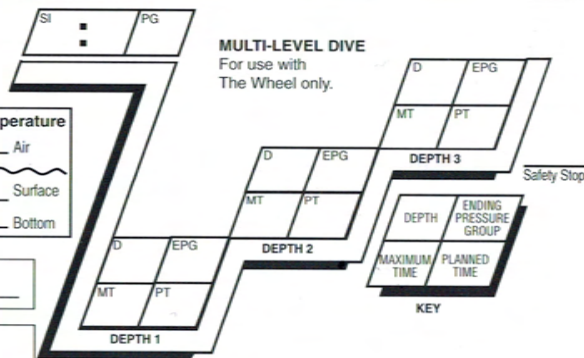 SI : PG
MULTI-LEVEL DIVE
For use with
The Wheel only.
D EPG
MT PT
DEPTH 3
Safety Stop
D EPG
MT PT
DEPTH 2
D EPG
MT PT
DEPTH 1
DEPTH
ENDING
PRESSURE
GROUP
MAXIMUM
TIME
PLANNED
TIME
KEY
perature
Air
Surface
Bottom